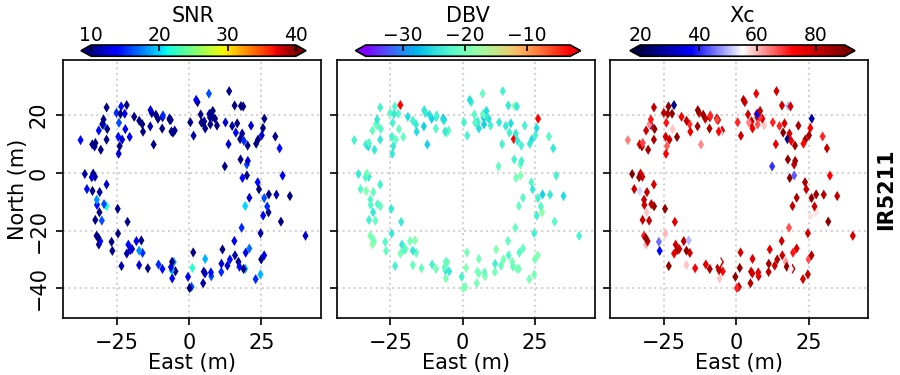 SNR
DBV
Xc
10 20 30 40
−30 −20 −10
20 40 60 80
20
0
−20
−40
North (m)
−25 0 25
−25 0 25
−25 0 25
East (m)
East (m)
East (m)
IR5211